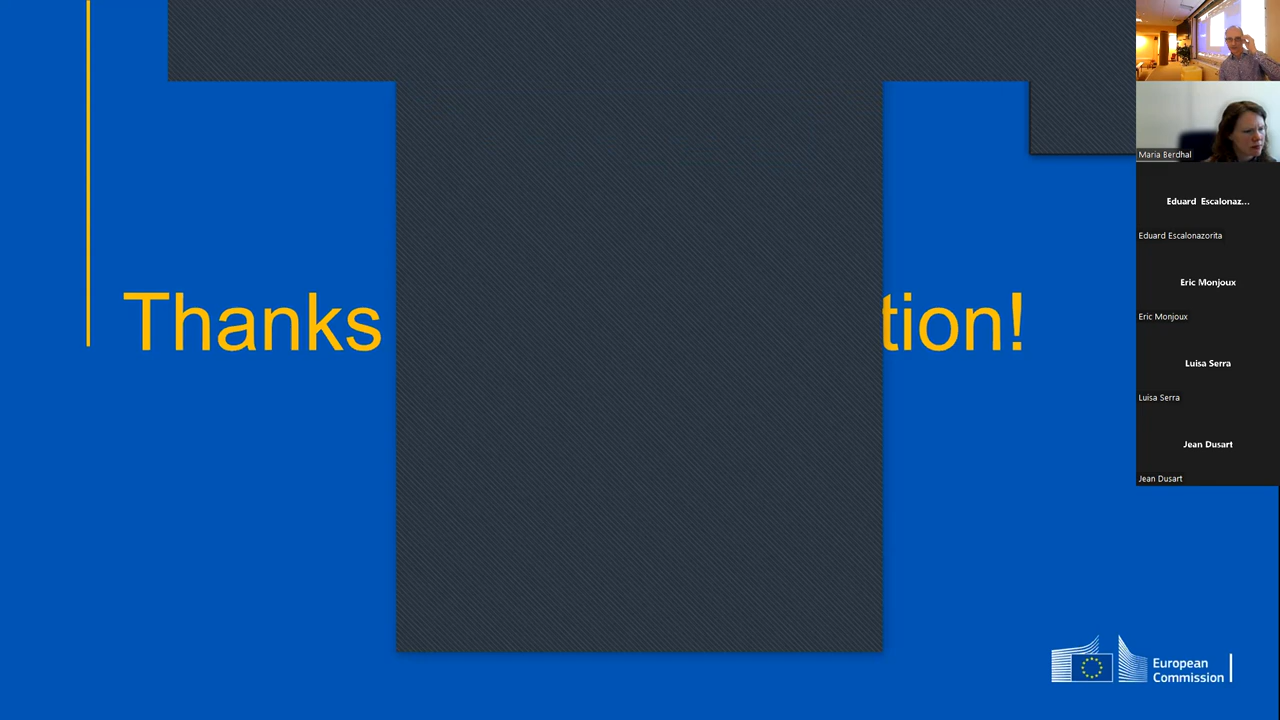 Thanks tion!
Maria Berdhal
Eduard Escalonaz...
Eduard Escalonazorita
Eric Monjoux
Eric Monjoux
Luisa Serra
Luisa Serra
Jean Dusart
Jean Dusart
European
Commission